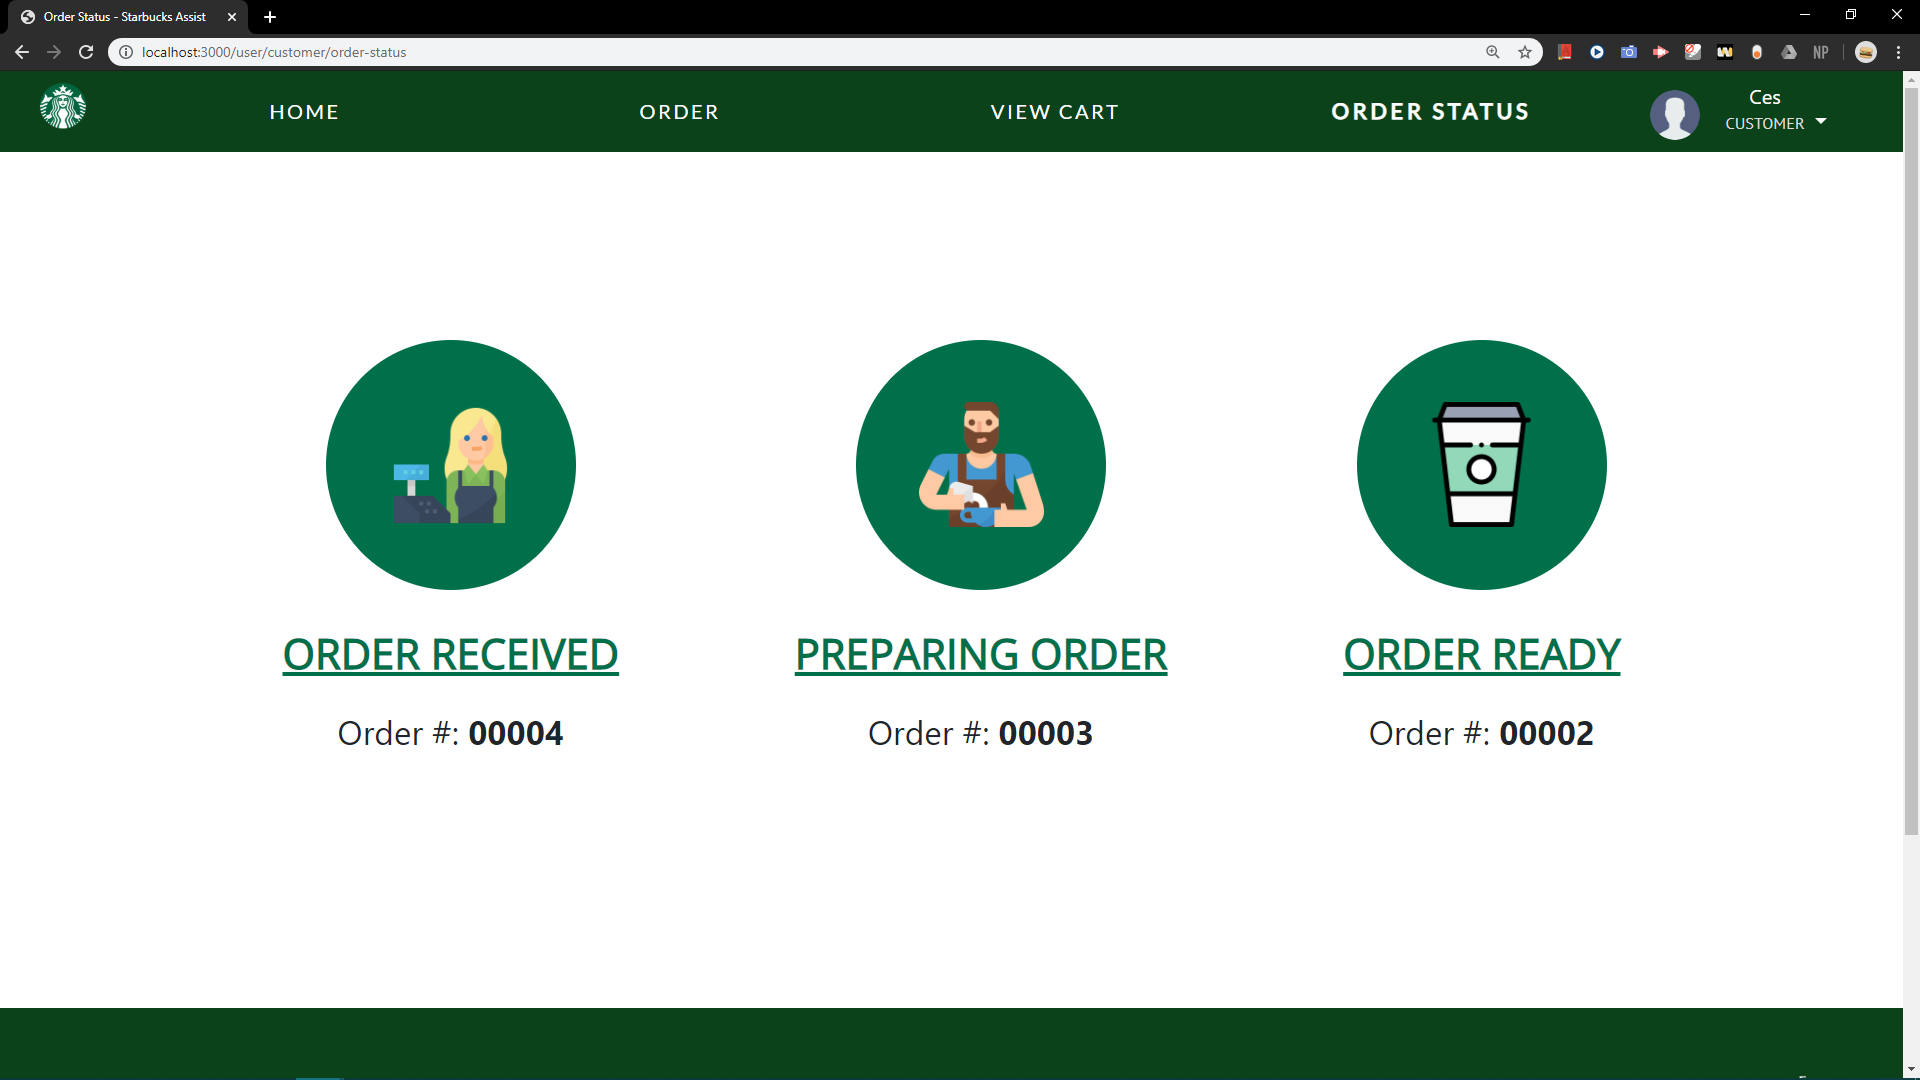 Order Status - Starbucks Assist
localhost:3000/user/customer/order-status
NP
HOME
ORDER
VIEW CART
ORDER STATUS
Ces
CUSTOMER
ORDER RECEIVED
PREPARING ORDER
ORDER READY
Order #: 00004
Order #: 00003
Order #: 00002